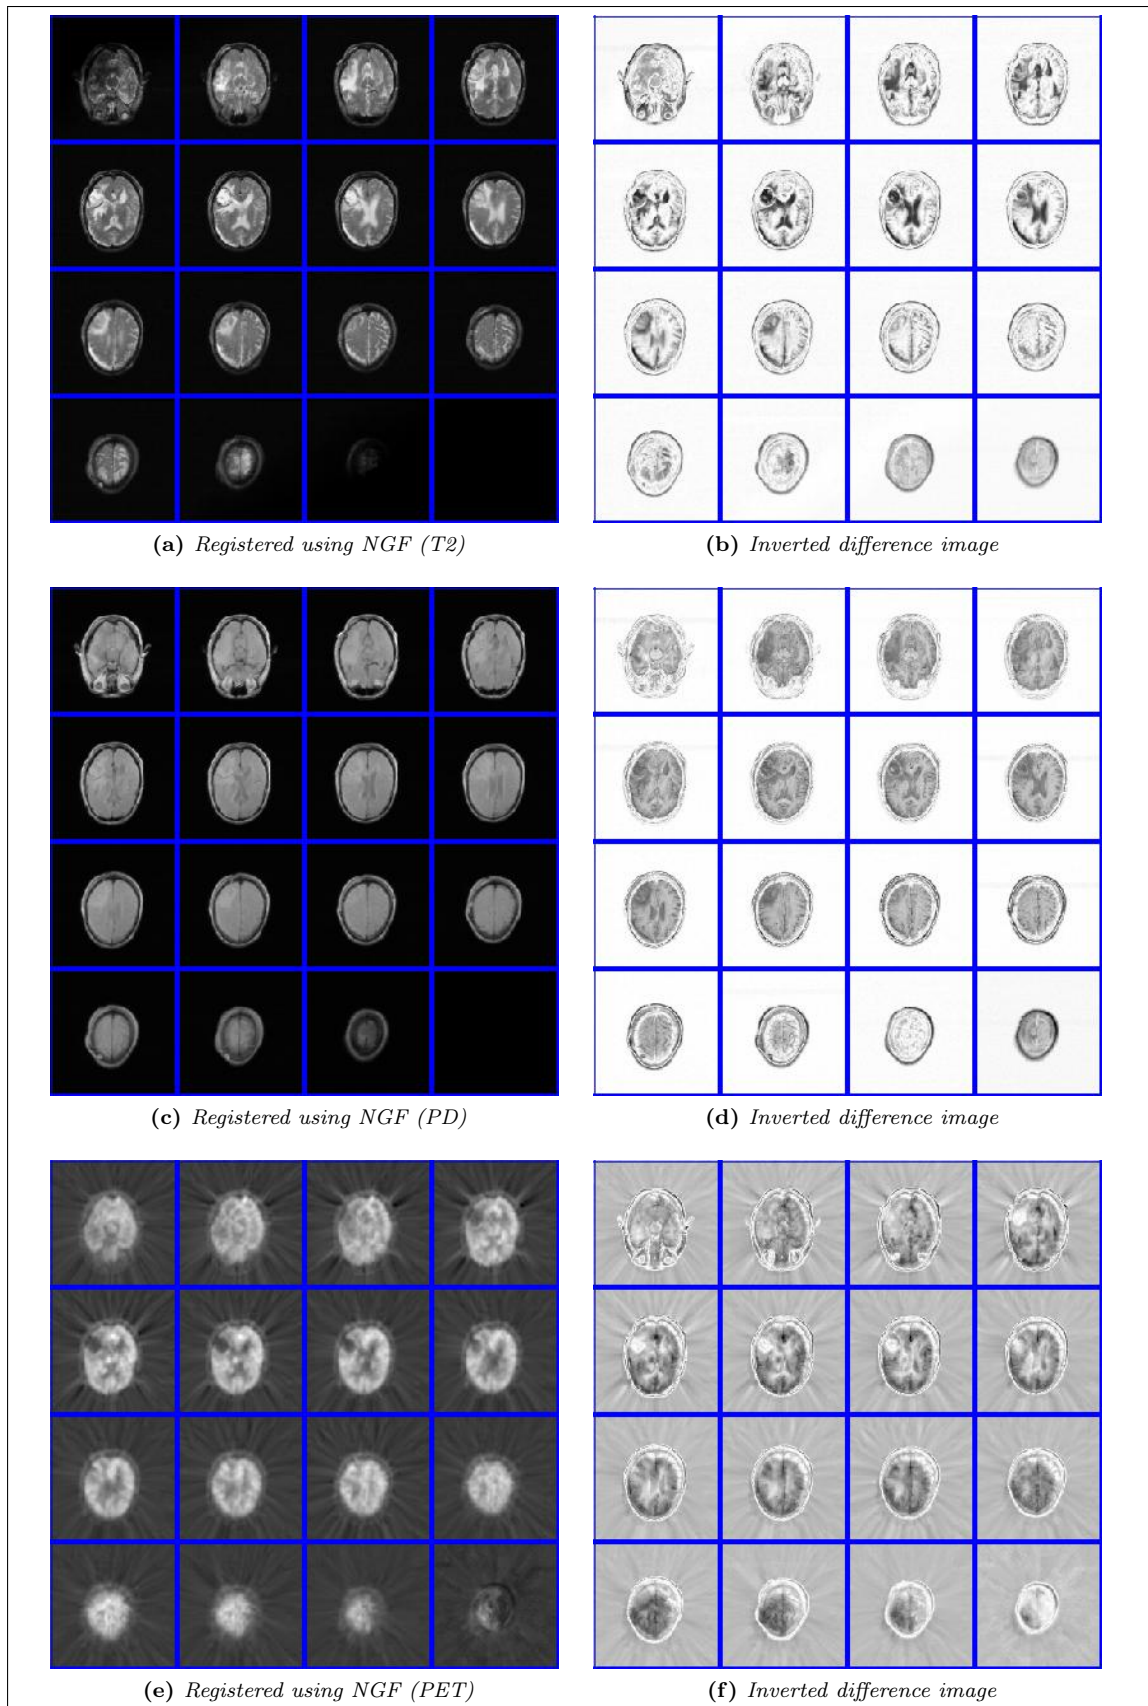 (a) Registered using NGF (T2)
(b) Inverted difference image
(c) Registered using NGF (PD)
(d) Inverted difference image
(e) Registered using NGF (PET)
(f) Inverted difference image